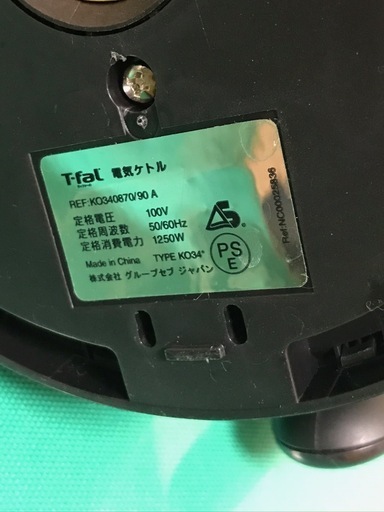 T-fal 電気ケトル
REF:KO340870/90 A
定格電圧 100V
定格周波数 50/60Hz
定格消費電力 1250W
Made in China TYPE KO34*
株式会社 グループセブ ジャパン
PS
E
Ref:NC00025836